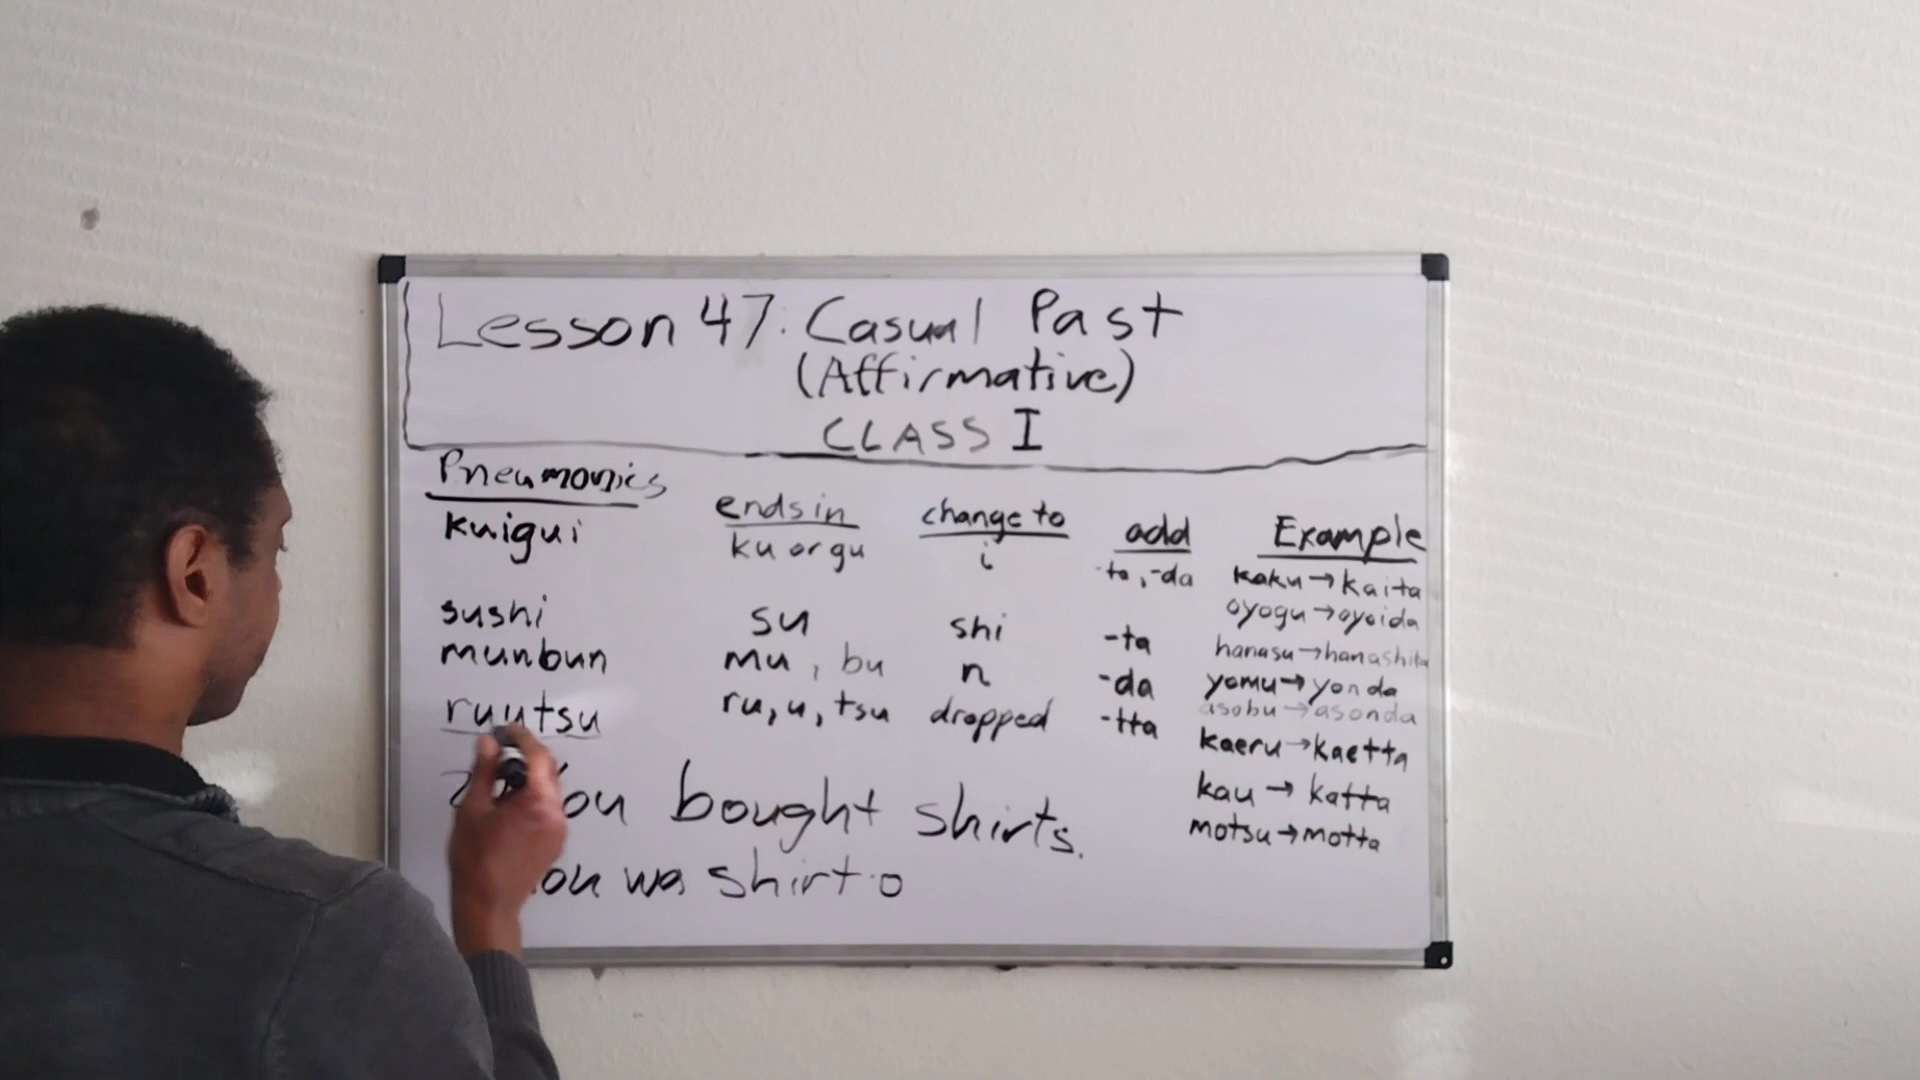 Lesson 47: Casual Past
(Affirmative)
CLASS I
Pneumonics
ends in
change to
add
Example
kuigui
ku or gu
i
-ta, -da
kaku → kaita
oyogu → oyoida
sushi
su
shi
-ta
hanasu → hanashita
munbun
mu, bu
n
-da
yomu → yonda
asobu → asonda
ruutsu
ru, u, tsu
dropped
-tta
kaeru → kaetta
kau → katta
motsu → motta
bought shirts.
wa shirt o